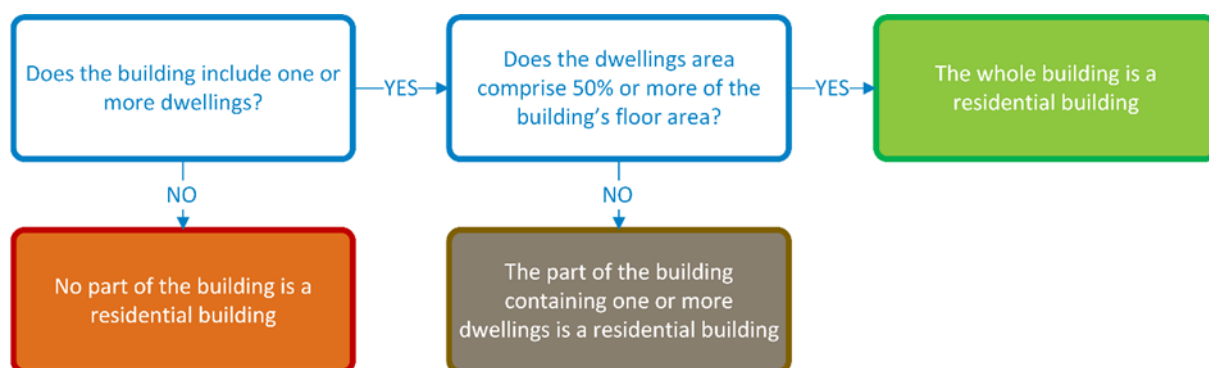 Does the building include one or
more dwellings?
YES
Does the dwellings area
comprise 50% or more of the
building’s floor area?
YES
The whole building is a
residential building
NO
NO
No part of the building is a
residential building
The part of the building
containing one or more
dwellings is a residential building